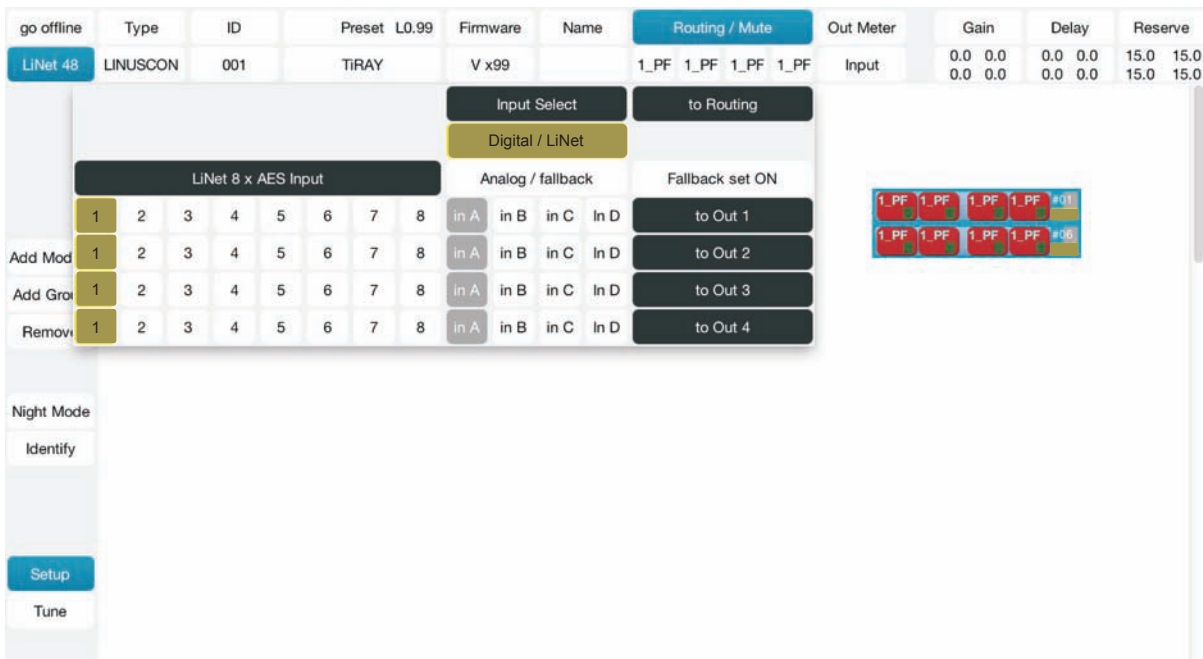 go offline Type ID Preset L0.99 Firmware Name Routing / Mute Out Meter Gain Delay Reserve
LiNet 48 LINUSCON 001 TiRAY V x99 1_PF 1_PF 1_PF 1_PF Input 0.0 0.0 0.0 0.0 15.0 15.0
0.0 0.0 0.0 0.0 15.0 15.0
Input Select to Routing
Digital / LiNet
LiNet 8 x AES Input Analog / fallback Fallback set ON
1 2 3 4 5 6 7 8 in A in B in C In D to Out 1
1_PF 1_PF 1_PF 1_PF #01
Add Mod 1 2 3 4 5 6 7 8 in A in B in C In D to Out 2
1_PF 1_PF 1_PF 1_PF #06
Add Gro 1 2 3 4 5 6 7 8 in A in B in C In D to Out 3
Remov 1 2 3 4 5 6 7 8 in A in B in C In D to Out 4
Night Mode
Identify
Setup
Tune